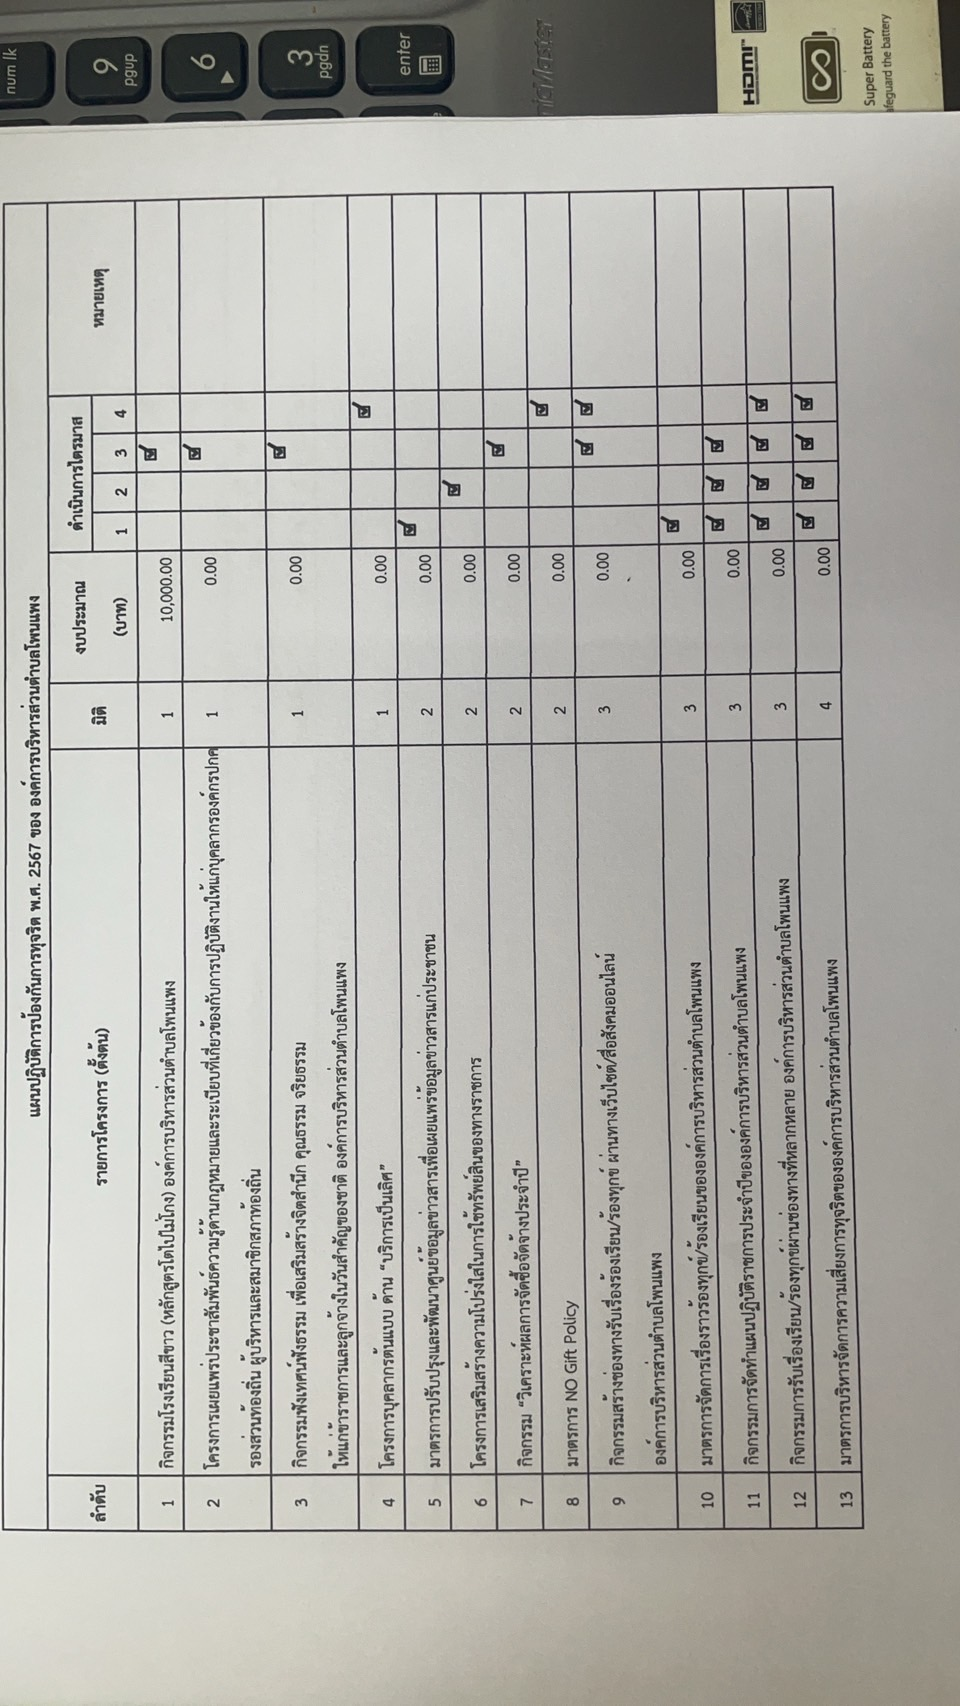 num lk
9
pgup
6
3
pgdn
enter
HDMI
Super Battery
afeguard the battery
แผนปฏิบัติการป้องกันการทุจริต พ.ศ. 2567 ของ องค์การบริหารส่วนตำบลโพนแพง
ลำดับ รายการโครงการ (ตั้งต้น) มิติ งบประมาณ (บาท) ดำเนินการไตรมาส หมายเหตุ
1 2 3 4
1 กิจกรรมโรงเรียนสีขาว (หลักสูตรโตไปไม่โกง) องค์การบริหารส่วนตำบลโพนแพง 1 10,000.00 ☑
2 โครงการเผยแพร่ประชาสัมพันธ์ความรู้ด้านกฎหมายและระเบียบที่เกี่ยวข้องกับการปฏิบัติงานให้แก่บุคลากรองค์กรปกค 1 0.00 ☑
รองส่วนท้องถิ่น ผู้บริหารและสมาชิกสภาท้องถิ่น
3 กิจกรรมฟังเทศน์ฟังธรรม เพื่อเสริมสร้างจิตสำนึก คุณธรรม จริยธรรม 1 0.00 ☑
ให้แก่ข้าราชการและลูกจ้างในวันสำคัญของชาติ องค์การบริหารส่วนตำบลโพนแพง
4 โครงการบุคลากรต้นแบบ ด้าน “บริการเป็นเลิศ” 1 0.00 ☑
5 มาตรการปรับปรุงและพัฒนาศูนย์ข้อมูลข่าวสารเพื่อเผยแพร่ข้อมูลข่าวสารแก่ประชาชน 2 0.00 ☑
6 โครงการเสริมสร้างความโปร่งใสในการใช้ทรัพย์สินของทางราชการ 2 0.00 ☑
7 กิจกรรม “วิเคราะห์ผลการจัดซื้อจัดจ้างประจำปี” 2 0.00 ☑
8 มาตรการ NO Gift Policy 2 0.00 ☑
9 กิจกรรมสร้างช่องทางรับเรื่องร้องเรียน/ร้องทุกข์ ผ่านทางเว็บไซต์/สื่อสังคมออนไลน์ 3 0.00 ☑ ☑
องค์การบริหารส่วนตำบลโพนแพง
10 มาตรการจัดการเรื่องราวร้องทุกข์/ร้องเรียนขององค์การบริหารส่วนตำบลโพนแพง 3 0.00 ☑
11 กิจกรรมการจัดทำแผนปฏิบัติราชการประจำปีขององค์การบริหารส่วนตำบลโพนแพง 3 0.00 ☑ ☑ ☑
12 กิจกรรมการรับเรื่องเรียน/ร้องทุกข์ผ่านช่องทางที่หลากหลาย องค์การบริหารส่วนตำบลโพนแพง 3 0.00 ☑ ☑ ☑ ☑
13 มาตรการบริหารจัดการความเสี่ยงการทุจริตขององค์การบริหารส่วนตำบลโพนแพง 4 0.00 ☑ ☑ ☑ ☑